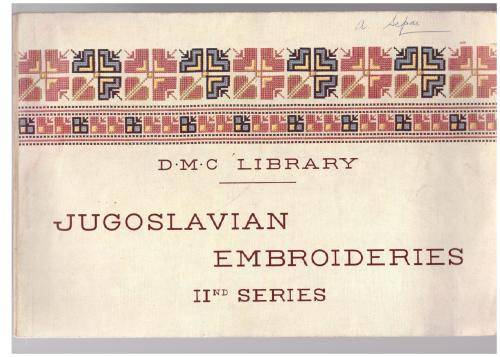 D·M·C LIBRARY
JUGOSLAVIAN
EMBROIDERIES
IIND SERIES